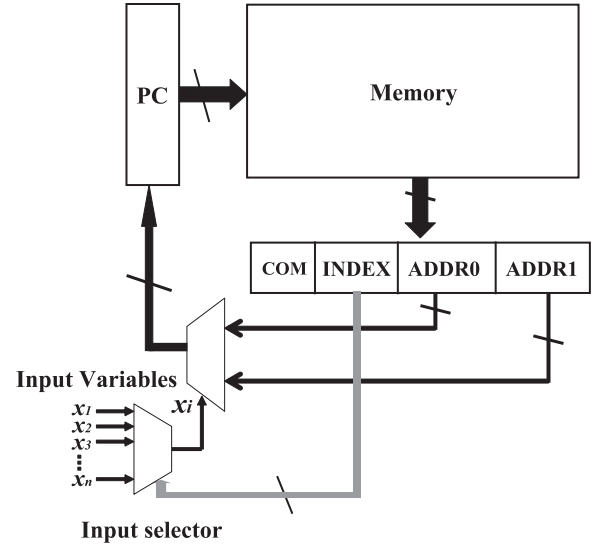 PC
Memory
COM INDEX ADDR0 ADDR1
Input Variables
xi
x1
x2
x3
xn
Input selector